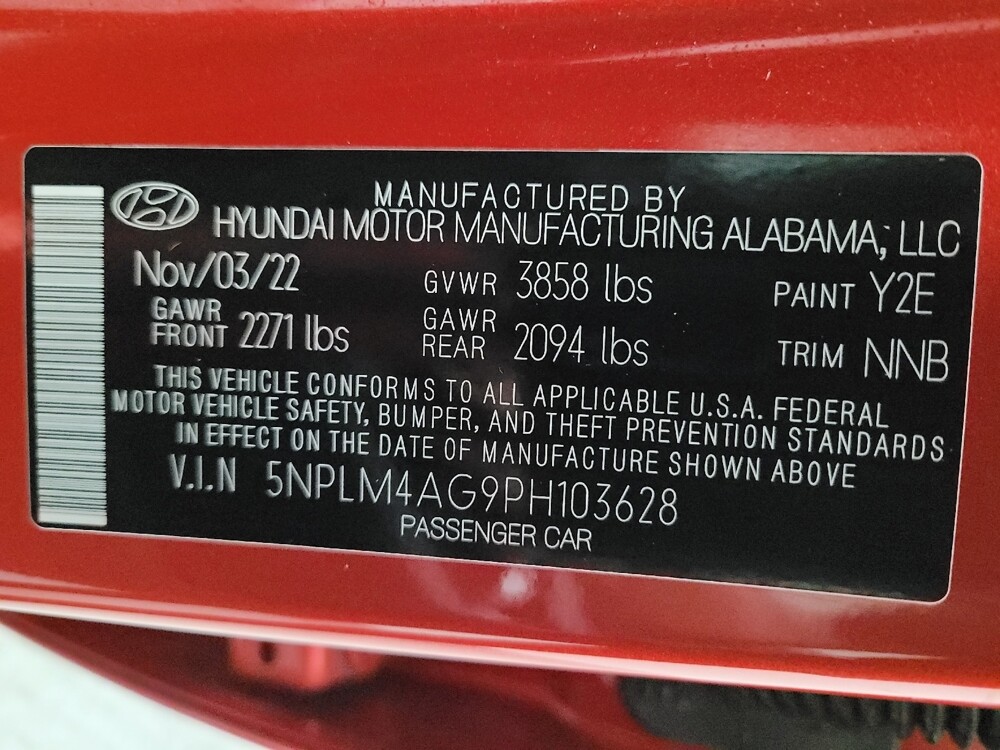 MANUFACTURED BY
HYUNDAI MOTOR MANUFACTURING ALABAMA, LLC
Nov/03/22 GVWR 3858 lbs PAINT Y2E
GAWR FRONT 2271 lbs GAWR REAR 2094 lbs TRIM NNB
THIS VEHICLE CONFORMS TO ALL APPLICABLE U.S.A. FEDERAL
MOTOR VEHICLE SAFETY, BUMPER, AND THEFT PREVENTION STANDARDS
IN EFFECT ON THE DATE OF MANUFACTURE SHOWN ABOVE
V.I.N 5NPLM4AG9PH103628
PASSENGER CAR